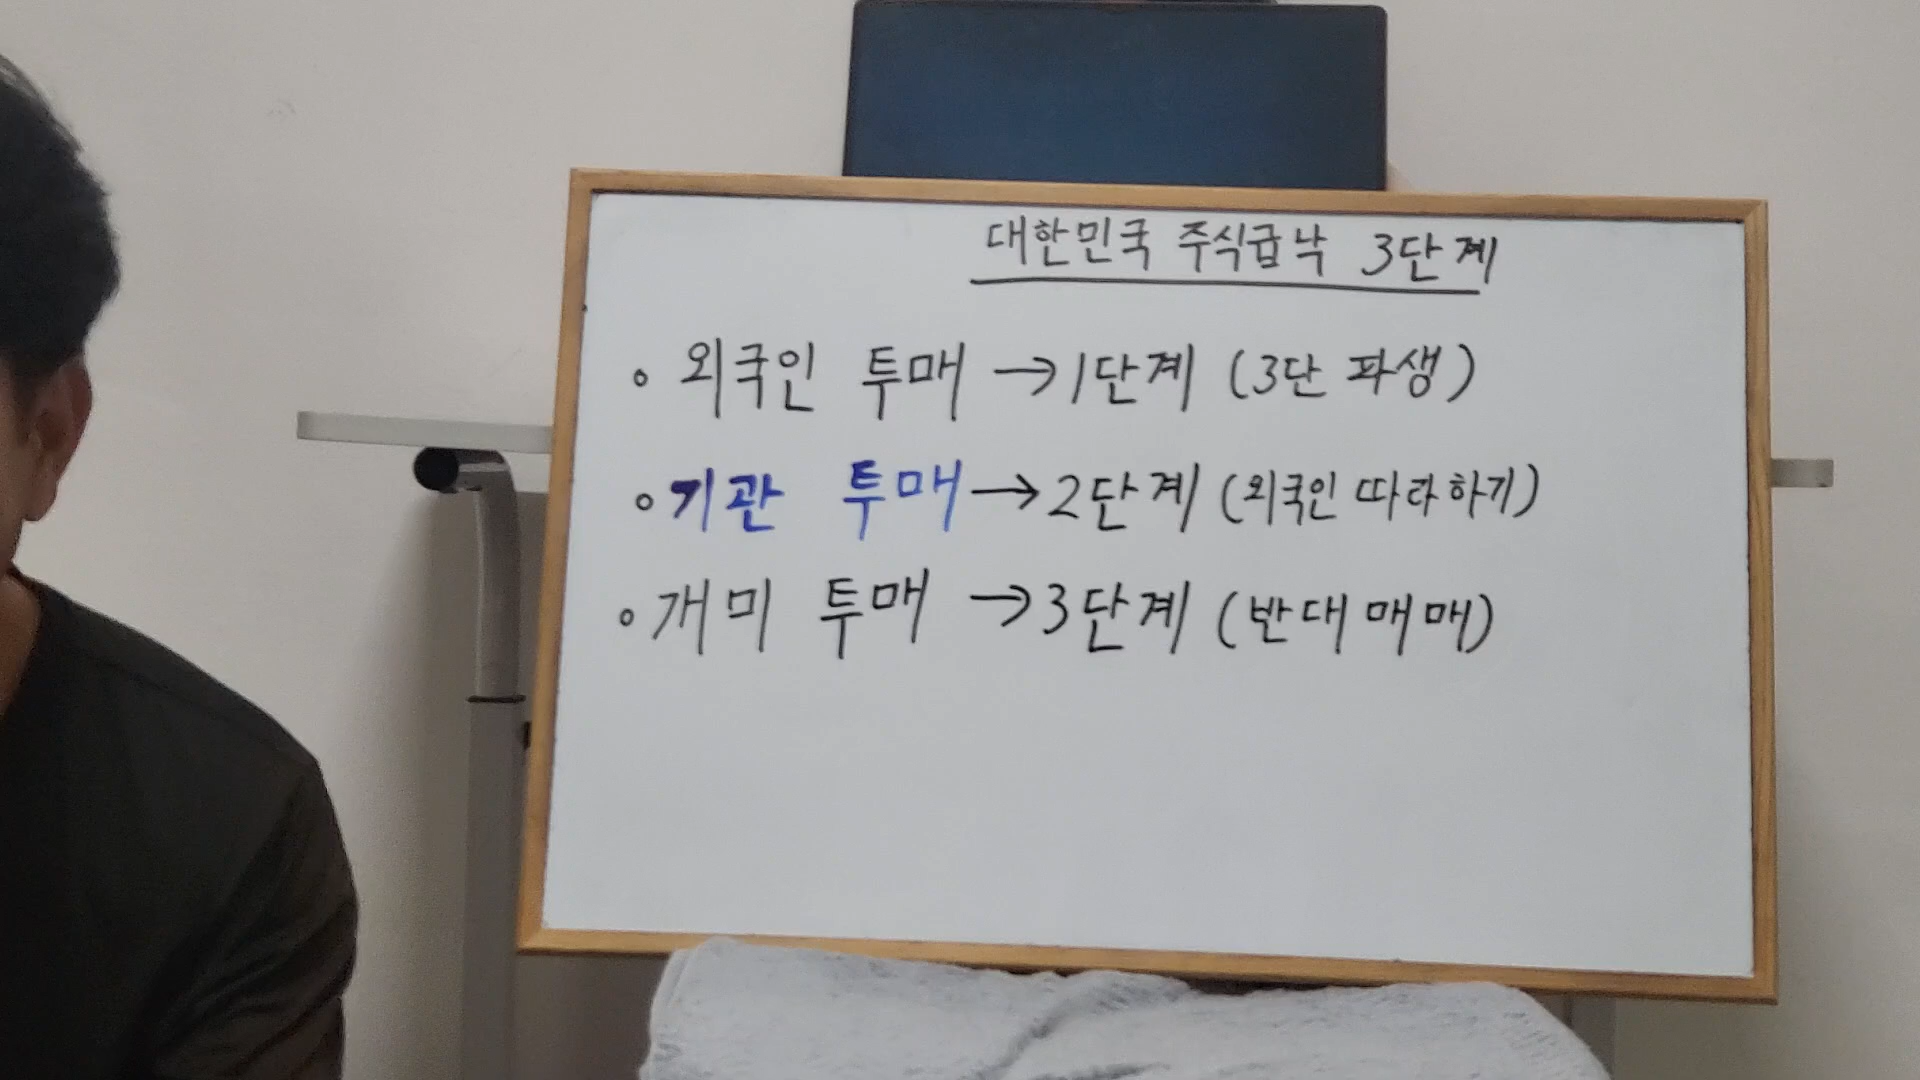 대한민국 주식급낙 3단계
• 외국인 투매 →1단계 (3단 파생)
• 기관 투매→2단계 (외국인 따라하기)
• 개미 투매 →3단계 (반대매매)